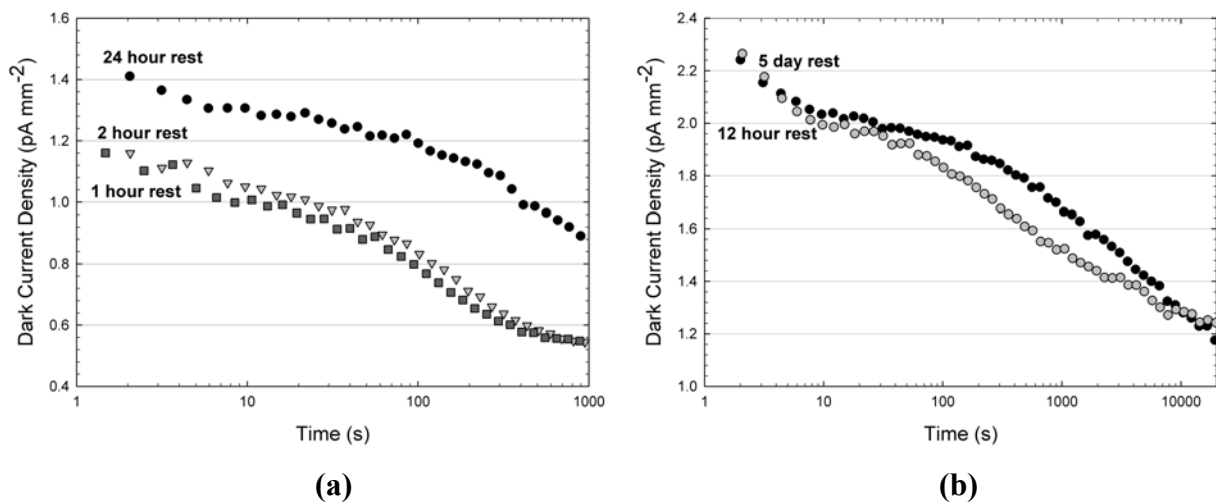 1.6
1.4
1.2
1.0
0.8
0.6
0.4
Dark Current Density (pA mm⁻²)
24 hour rest
2 hour rest
1 hour rest
1
10
100
1000
Time (s)
(a)
2.4
2.2
2.0
1.8
1.6
1.4
1.2
1.0
Dark Current Density (pA mm⁻²)
5 day rest
12 hour rest
1
10
100
1000
10000
Time (s)
(b)